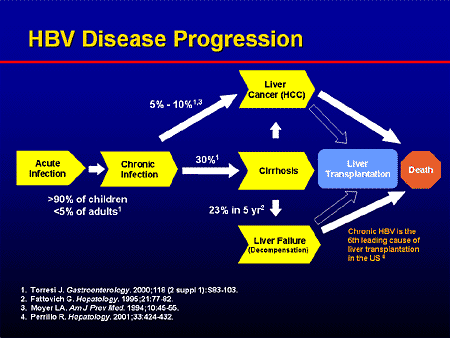 HBV Disease Progression
Liver
Cancer (HCC)
5% - 10%1,3
Acute
Infection
Chronic
Infection
30%1
Cirrhosis
Liver
Transplantation
Death
>90% of children
<5% of adults1
23% in 5 yr2
Liver Failure
(Decompensation)
Chronic HBV is the
6th leading cause of
liver transplantation
in the US 4
1. Torresi J. Gastroenterology. 2000;118 (2 suppl 1):S83-103.
2. Fattovich G. Hepatology. 1995;21:77-82.
3. Moyer LA. Am J Prev Med. 1994;10:45-55.
4. Perrillo R. Hepatology. 2001;33:424-432.